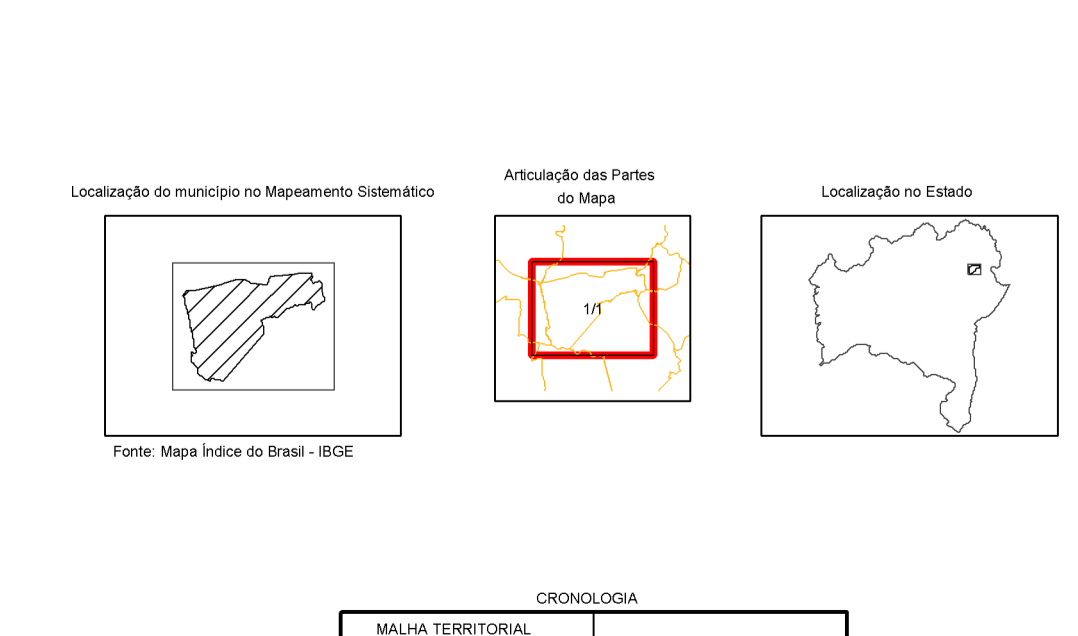 Localização do município no Mapeamento Sistemático
Articulação das Partes
do Mapa
Localização no Estado
1/1
Fonte: Mapa Índice do Brasil - IBGE
CRONOLOGIA
MALHA TERRITORIAL